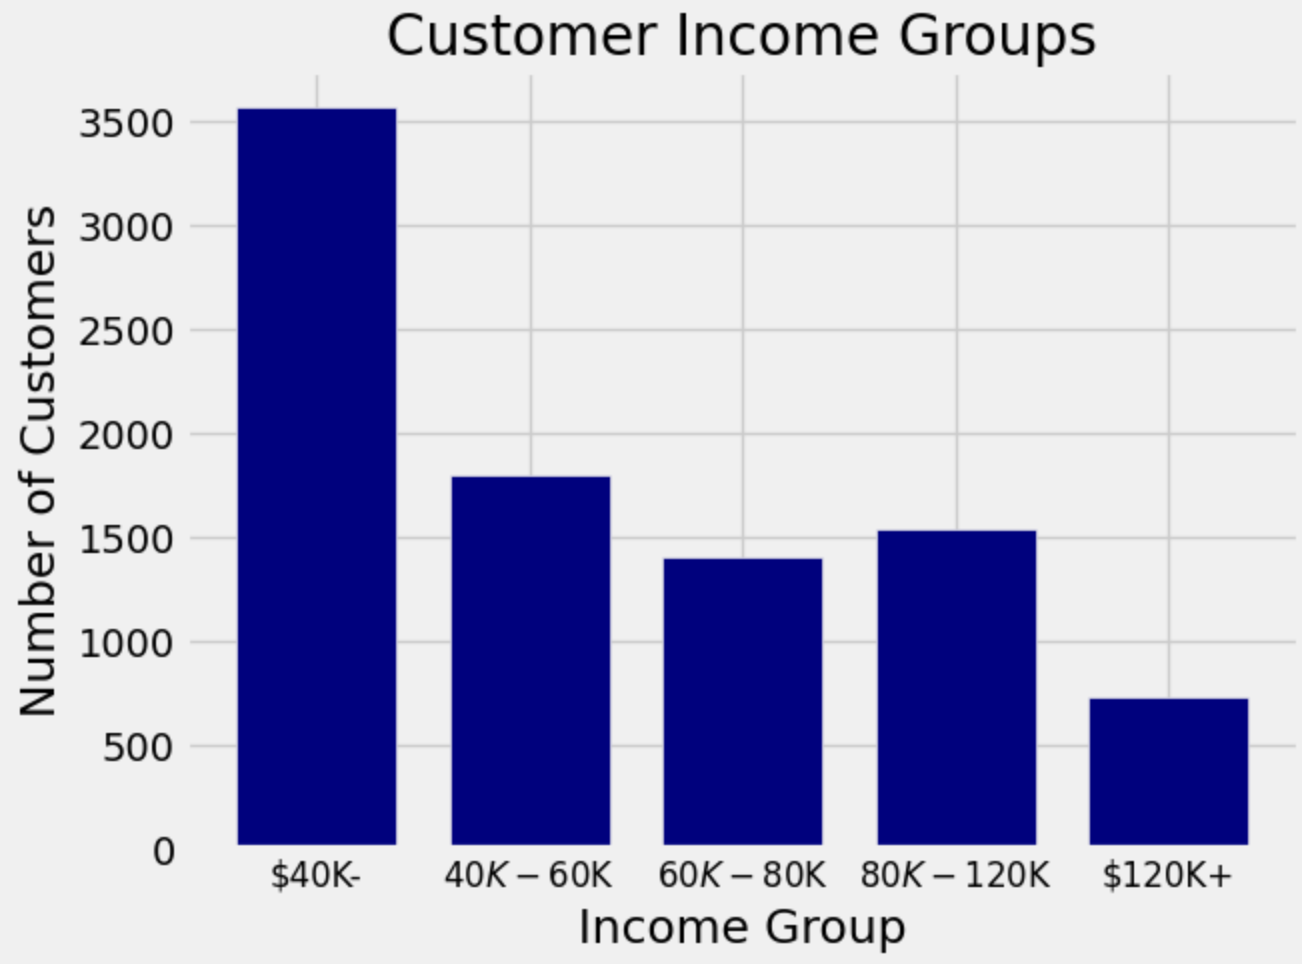 Customer Income Groups
Number of Customers
3500
3000
2500
2000
1500
1000
500
0
$40K- 40K − 60K 60K − 80K 80K − 120K $120K+
Income Group